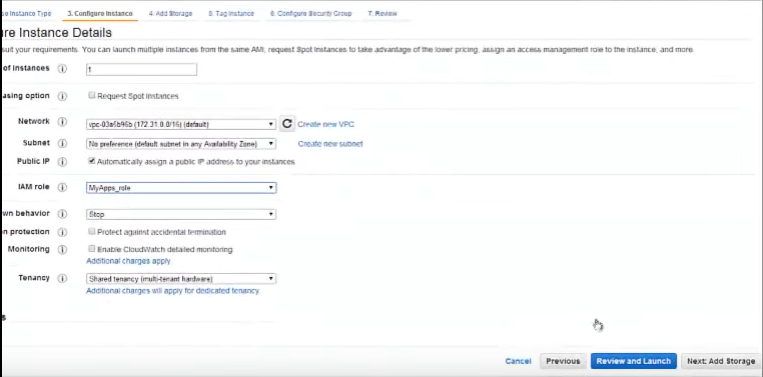 se Instance Type 3. Configure Instance 4. Add Storage 5. Tag Instance 6. Configure Security Group 7. Review
re Instance Details
suit your requirements. You can launch multiple instances from the same AMI, request Spot Instances to take advantage of the lower pricing, assign an access management role to the instance, and more.
of instances 1
asing option Request Spot Instances
Network (172.31.0.0/16) (default) Create new VPC
Subnet No preference (default subnet in any Availability Zone) Create new subnet
Public IP Automatically assign a public IP address to your instances
IAM role MyApps_role
wn behavior Stop
n protection Protect against accidental termination
Monitoring Enable CloudWatch detailed monitoring
Additional charges apply
Tenancy Shared tenancy (multi-tenant hardware)
Additional charges will apply for dedicated tenancy.
s
Cancel Previous Review and Launch Next: Add Storage